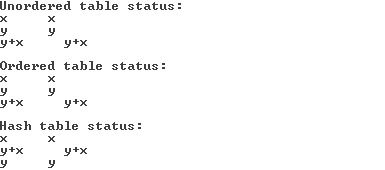 Unordered table status:
x x
y y
y+x y+x
Ordered table status:
x x
y y
y+x y+x
Hash table status:
x x
y+x y+x
y y